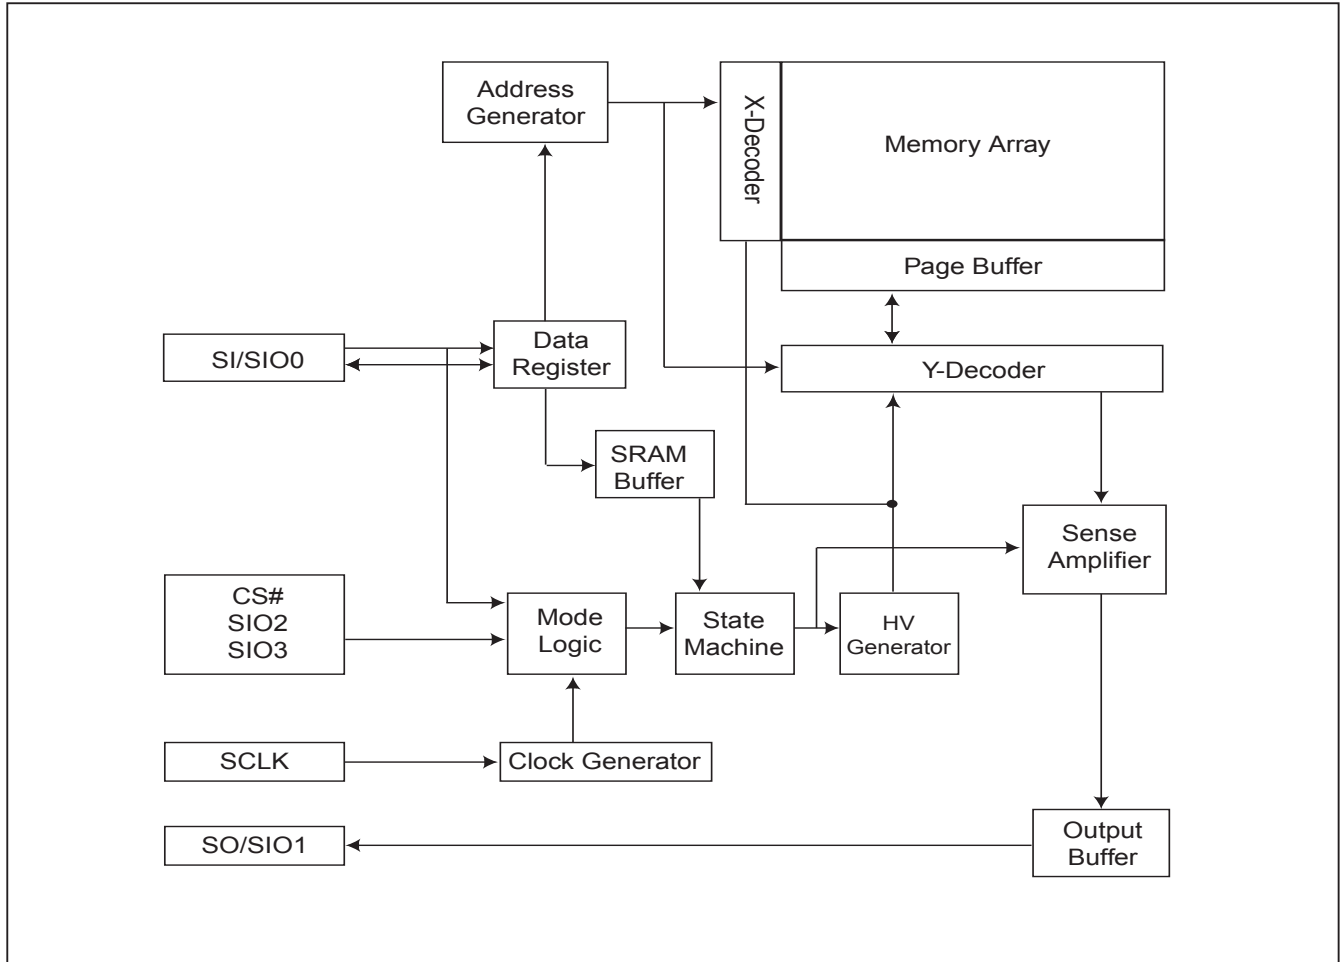 Address
Generator
X-Decoder
Memory Array
Page Buffer
SI/SIO0
Data
Register
Y-Decoder
SRAM
Buffer
Sense
Amplifier
CS#
SIO2
SIO3
Mode
Logic
State
Machine
HV
Generator
SCLK
Clock Generator
SO/SIO1
Output
Buffer